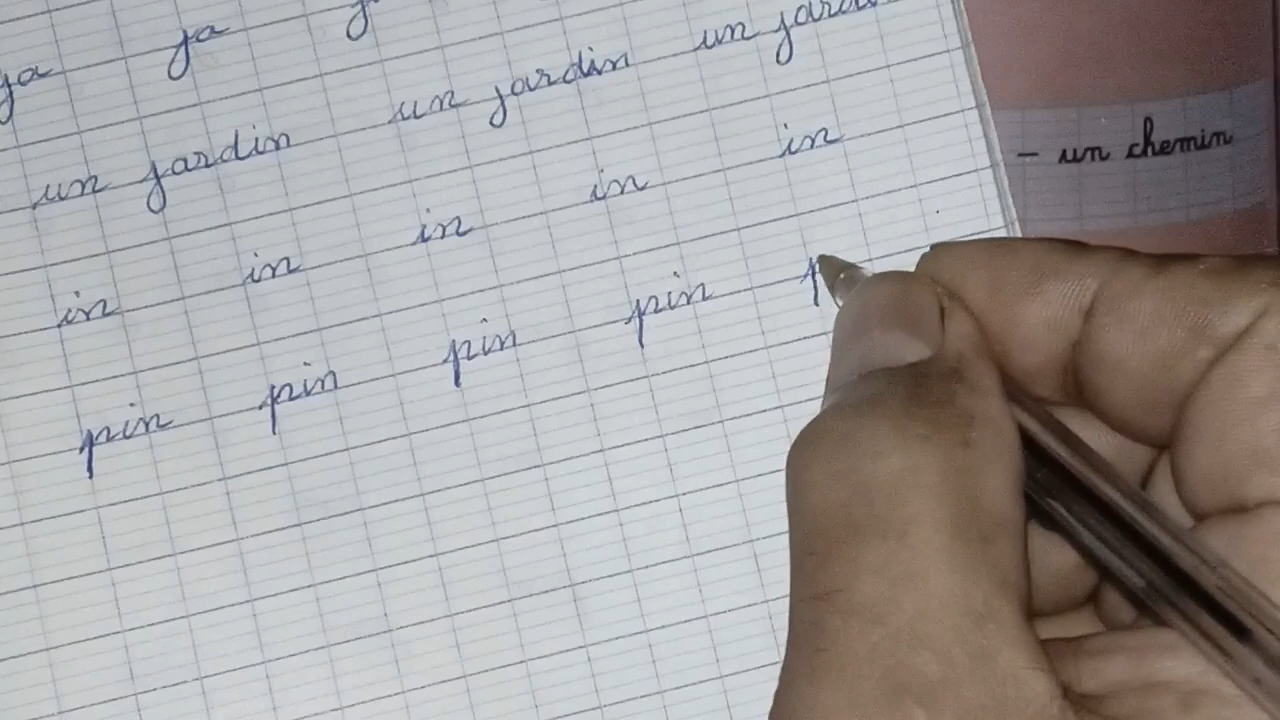 ja ja j
un jardin un jardin un jardin
in in in in in
pin pin pin pin p
- un chemin